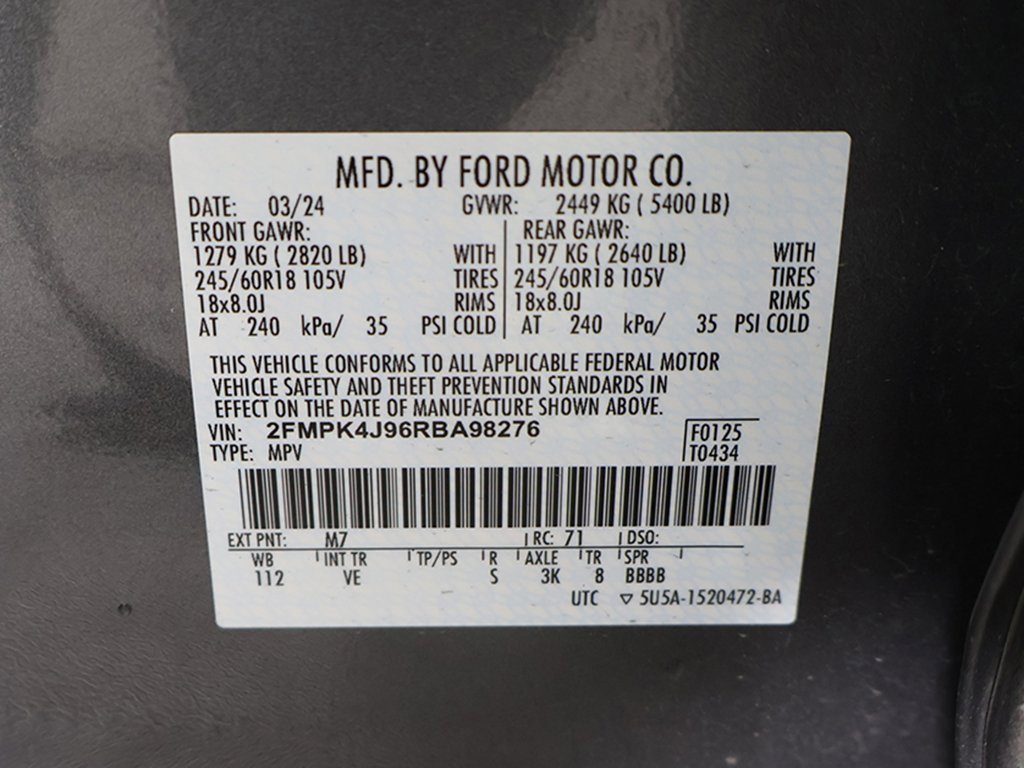 MFD. BY FORD MOTOR CO.
DATE: 03/24 GVWR: 2449 KG ( 5400 LB)
FRONT GAWR: REAR GAWR:
1279 KG ( 2820 LB) WITH 1197 KG ( 2640 LB) WITH
245/60R18 105V TIRES 245/60R18 105V TIRES
18x8.0J RIMS 18x8.0J RIMS
AT 240 kPa/ 35 PSI COLD AT 240 kPa/ 35 PSI COLD
THIS VEHICLE CONFORMS TO ALL APPLICABLE FEDERAL MOTOR
VEHICLE SAFETY AND THEFT PREVENTION STANDARDS IN
EFFECT ON THE DATE OF MANUFACTURE SHOWN ABOVE.
VIN: 2FMPK4J96RBA98276 F0125
TYPE: MPV T0434
EXT PNT: M7 RC: 71 DSO:
WB INT TR TP/PS R AXLE TR SPR
112 VE S 3K 8 BBBB
UTC ▽ 5U5A-1520472-BA